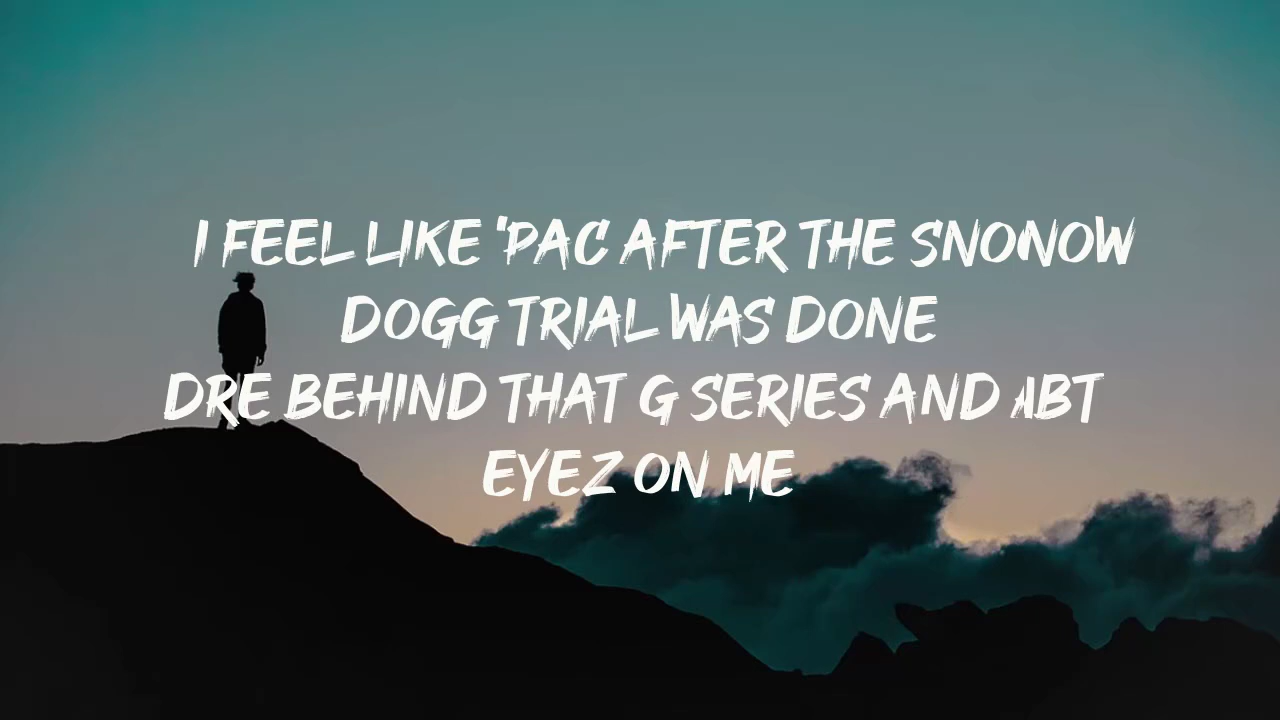 I FEEL LIKE 'PAC AFTER THE SNONOW
DOGG TRIAL WAS DONE
DRE BEHIND THAT G SERIES AND ABT
EYEZ ON ME